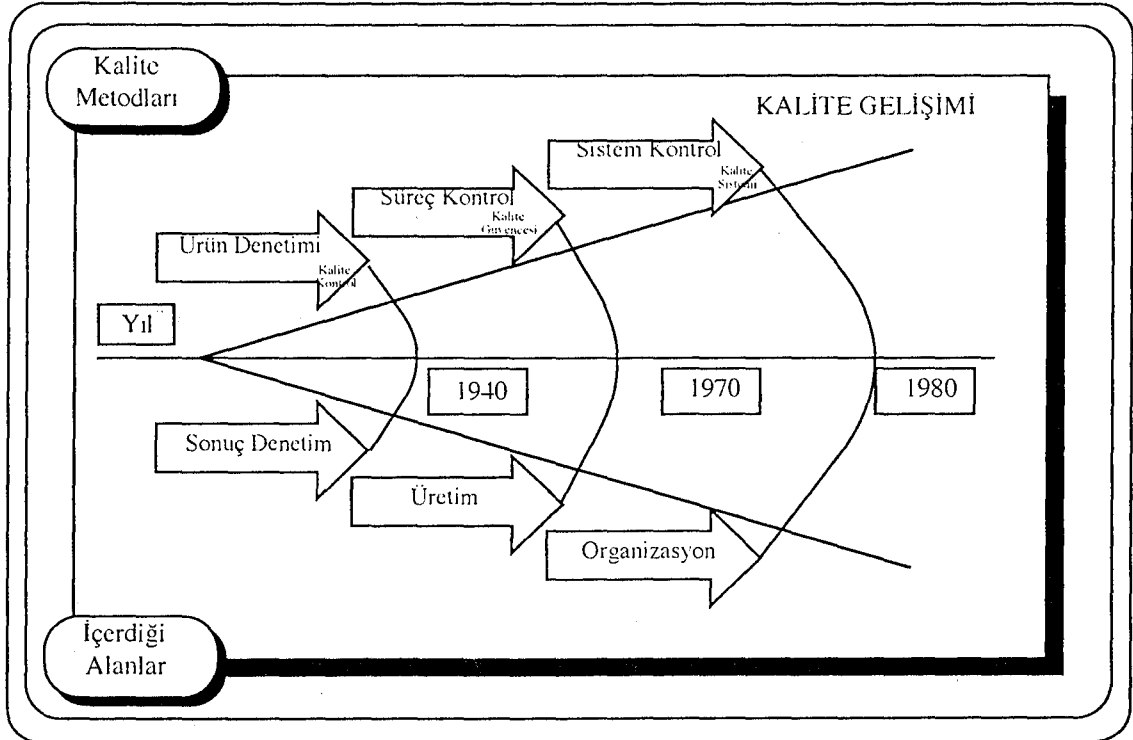 Kalite
Metodları
KALİTE GELİŞİMİ
Sistem Kontrol
Kalite
Sistemi
Süreç Kontrol
Kalite
Güvencesi
Ürün Denetimi
Kalite
Kontrol
Yıl
1940
1970
1980
Sonuç Denetim
Üretim
Organizasyon
İçerdiği
Alanlar